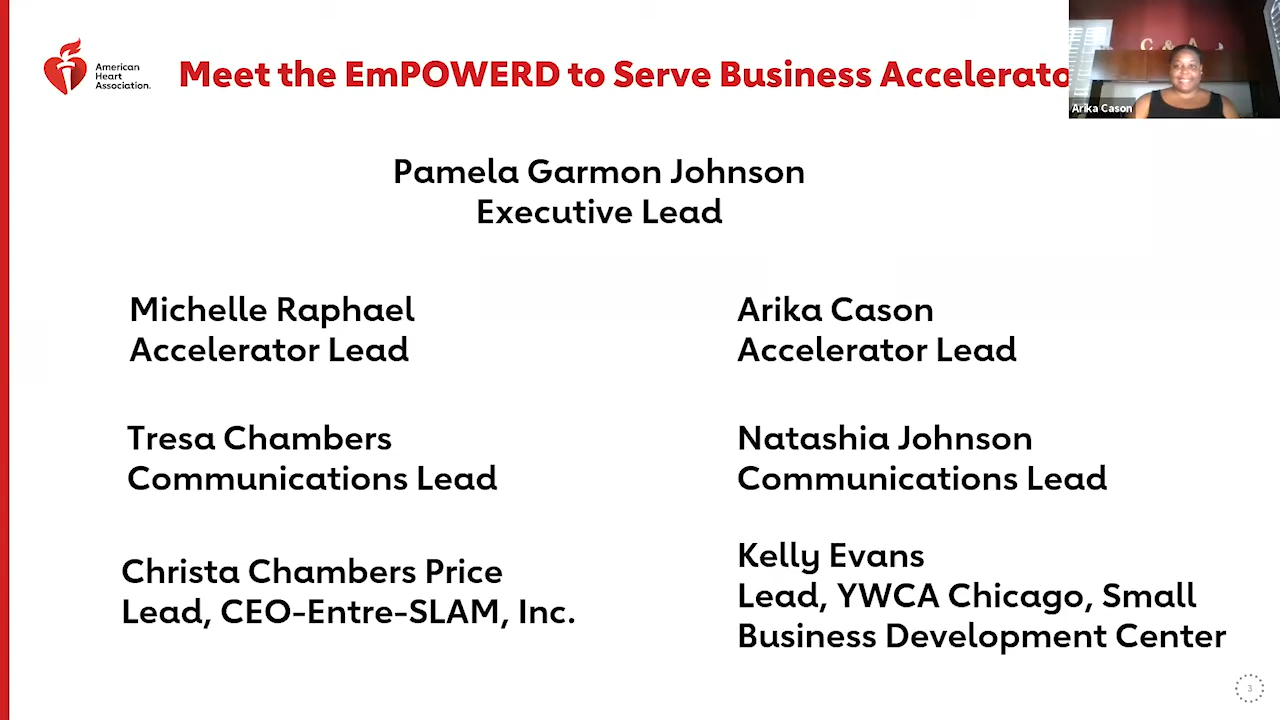 American
Heart
Association.
Meet the EmPOWERD to Serve Business Accelerato
C & A
Arika Cason
Pamela Garmon Johnson
Executive Lead
Michelle Raphael
Accelerator Lead
Arika Cason
Accelerator Lead
Tresa Chambers
Communications Lead
Natashia Johnson
Communications Lead
Christa Chambers Price
Lead, CEO-Entre-SLAM, Inc.
Kelly Evans
Lead, YWCA Chicago, Small
Business Development Center
3